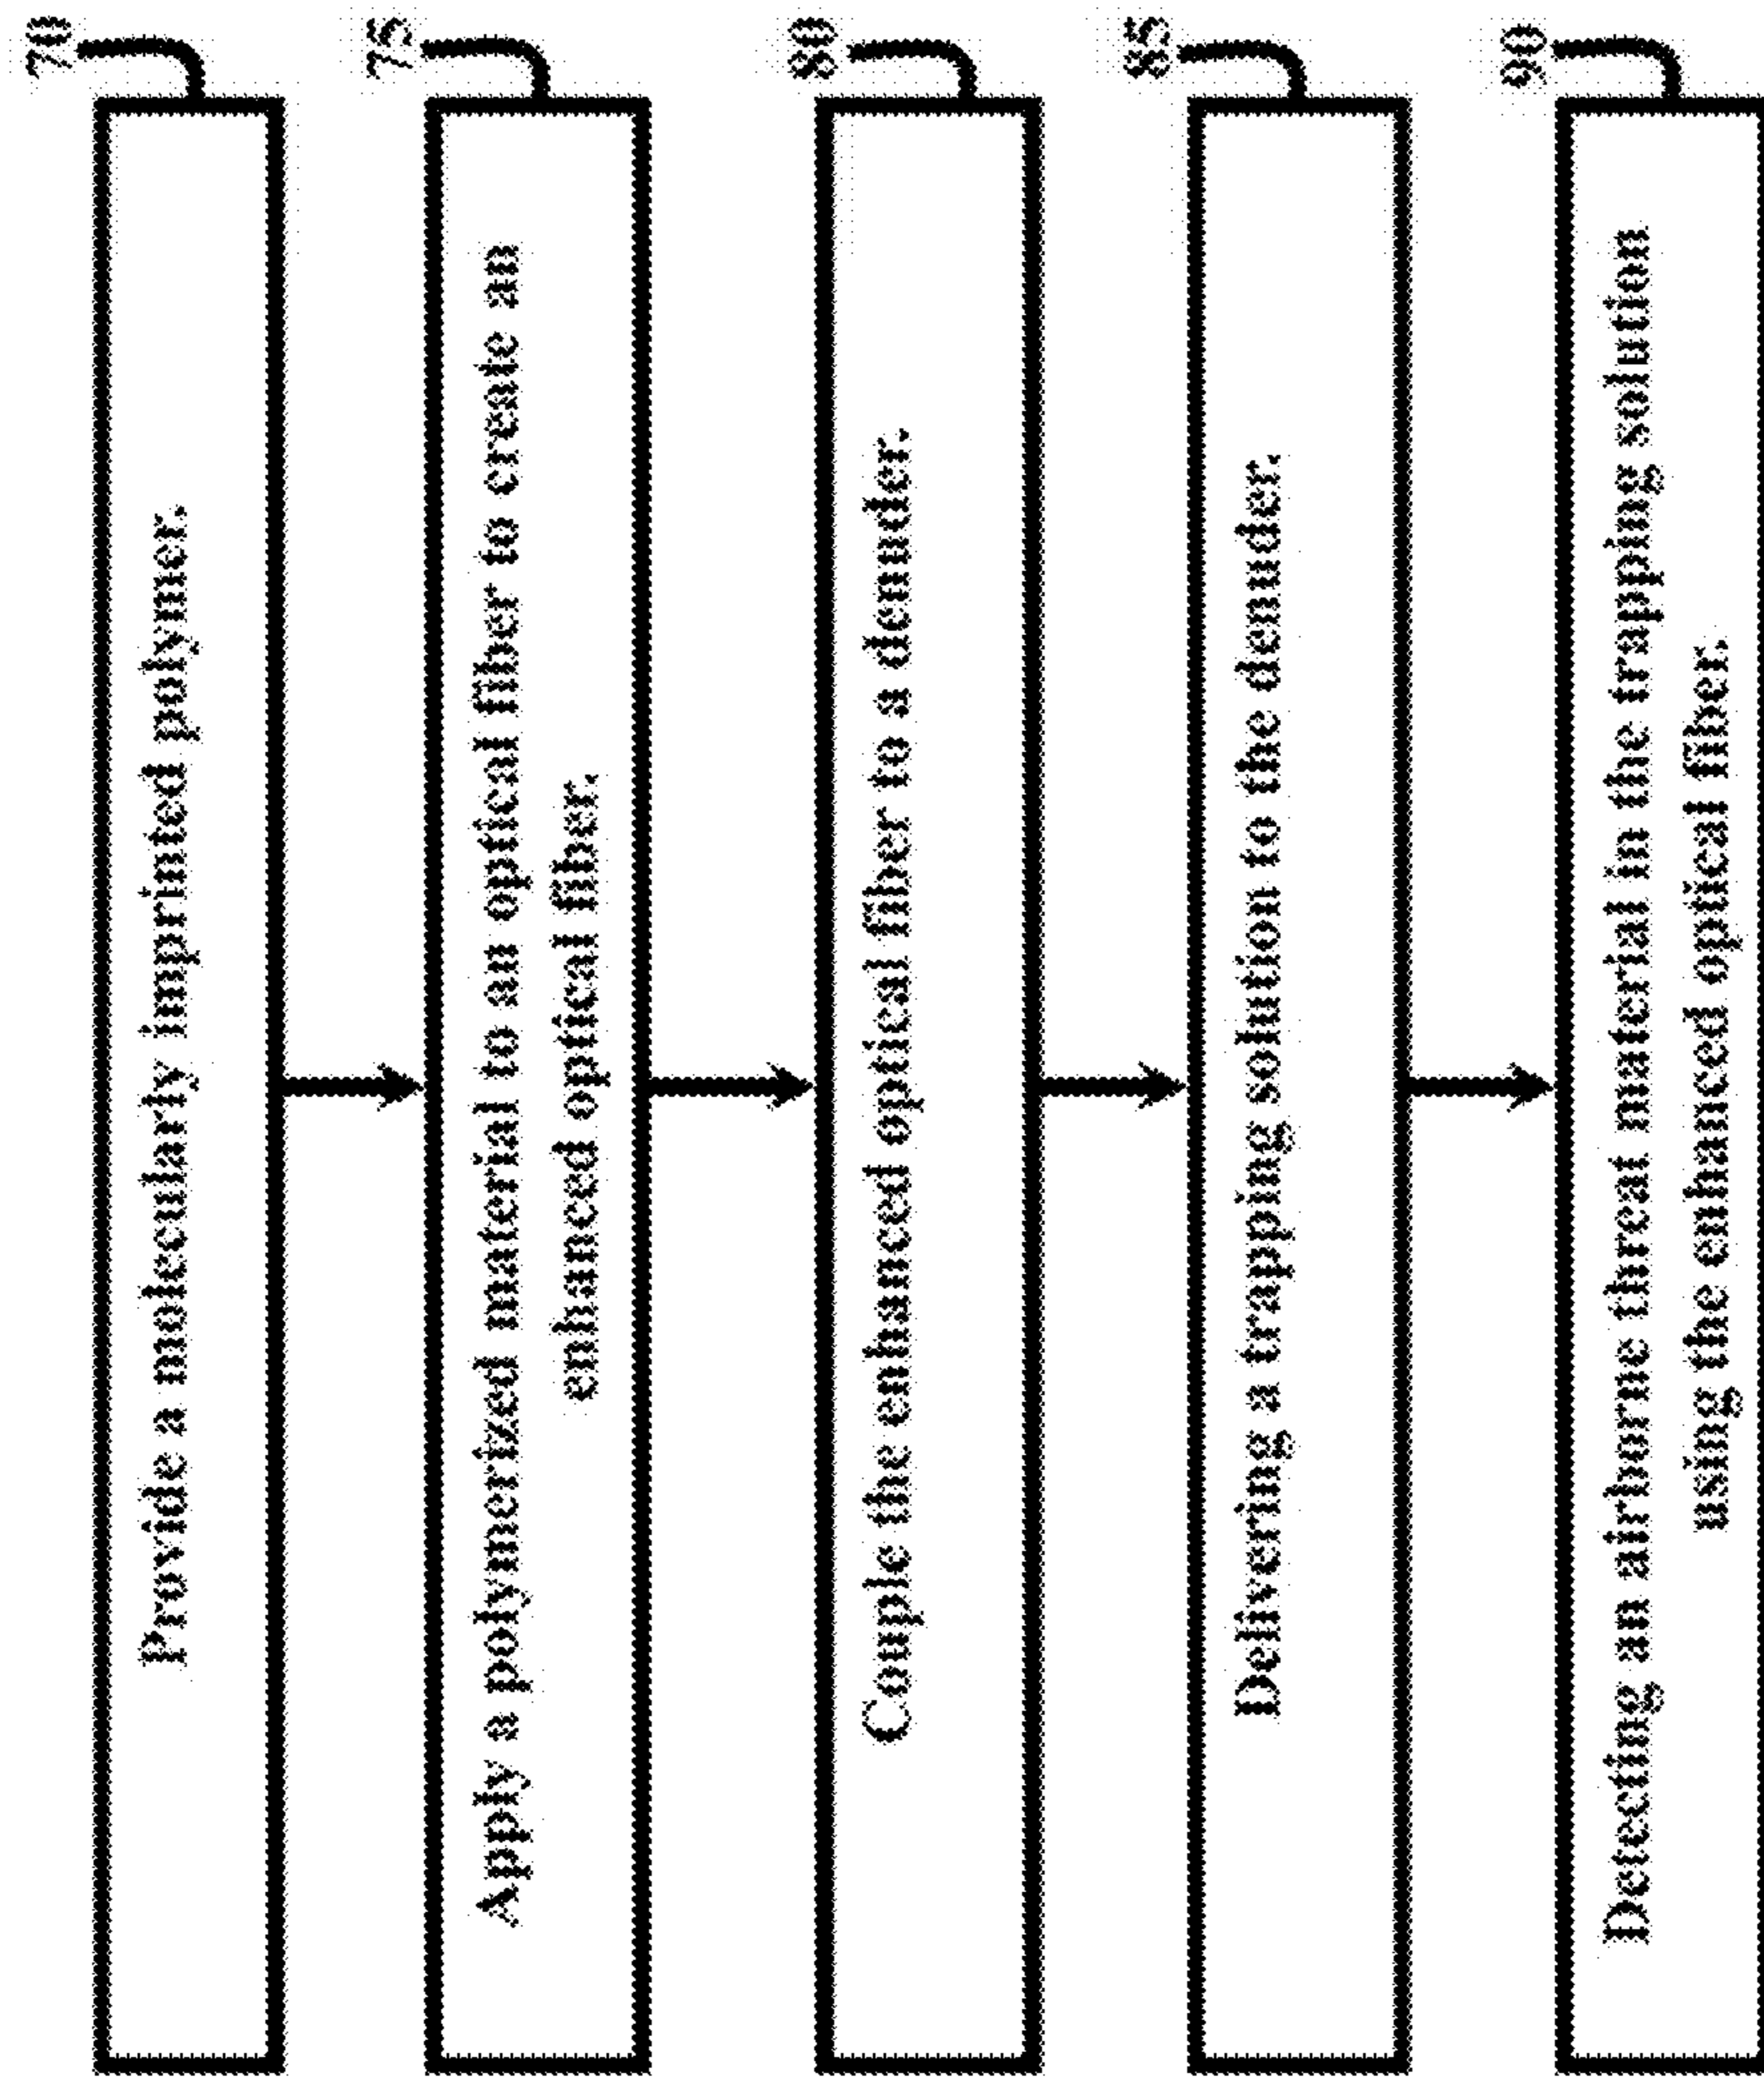 70
Provide a molecularly imprinted polymer.
75
Apply a polymerized material to an optical fiber to create an
enhanced optical fiber.
80
Couple the enhanced optical fiber to a denuder.
85
Delivering a trapping solution to the denuder.
90
Detecting an airborne threat material in the trapping solution
using the enhanced optical fiber.